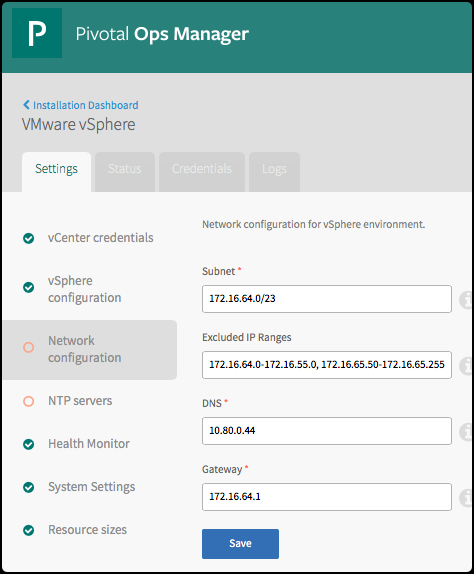 P
Pivotal Ops Manager
Installation Dashboard
VMware vSphere
Settings
Status
Credentials
Logs
vCenter credentials
vSphere
configuration
Network
configuration
NTP servers
Health Monitor
System Settings
Resource sizes
Network configuration for vSphere environment.
Subnet *
172.16.64.0/23
Excluded IP Ranges
172.16.64.0-172.16.55.0, 172.16.65.50-172.16.65.255
DNS *
10.80.0.44
Gateway *
172.16.64.1
Save